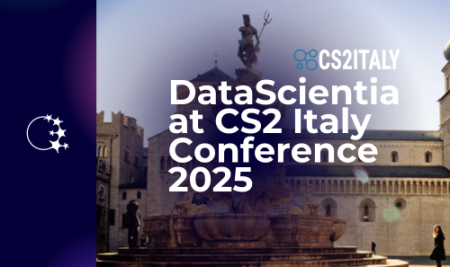 CS2ITALY
DataScientia
at CS2 Italy
Conference
2025